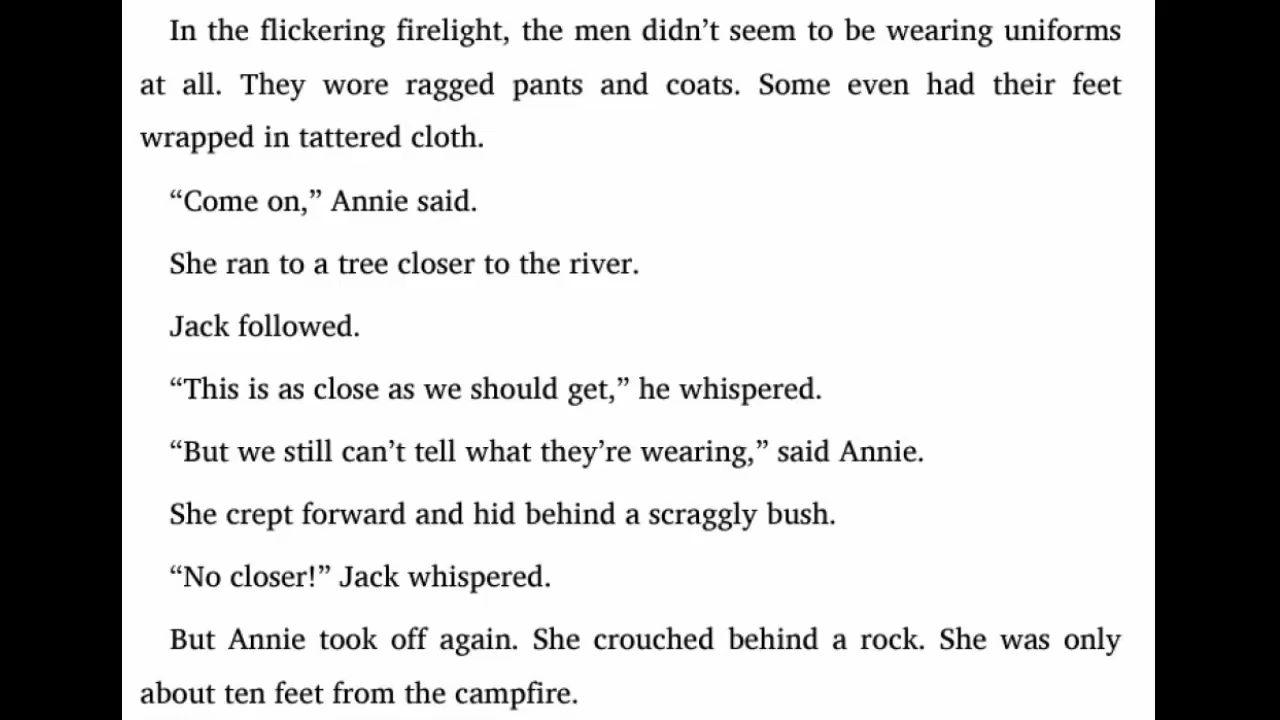 In the flickering firelight, the men didn’t seem to be wearing uniforms
at all. They wore ragged pants and coats. Some even had their feet
wrapped in tattered cloth.
“Come on,” Annie said.
She ran to a tree closer to the river.
Jack followed.
“This is as close as we should get,” he whispered.
“But we still can’t tell what they’re wearing,” said Annie.
She crept forward and hid behind a scraggly bush.
“No closer!” Jack whispered.
But Annie took off again. She crouched behind a rock. She was only
about ten feet from the campfire.